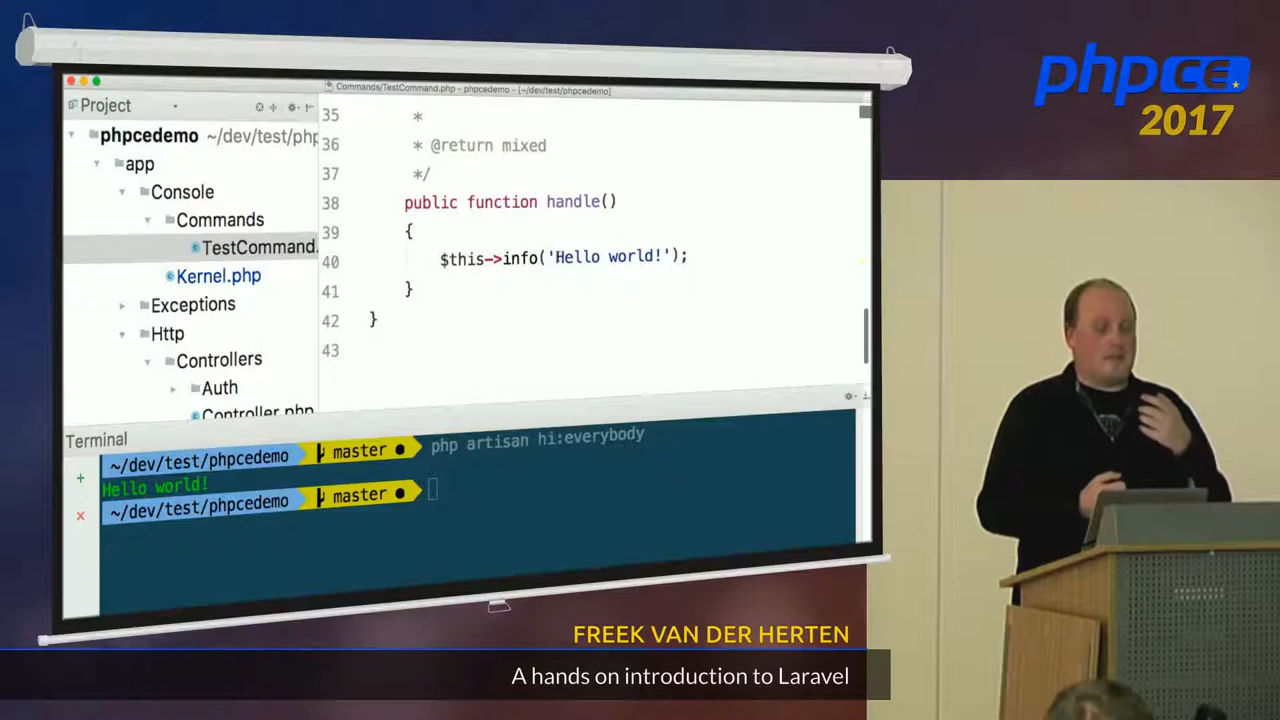 phpCE
2017
Commands/TestCommand.php - phpcedemo - [~/dev/test/phpcedemo]
Project
phpcedemo ~/dev/test/php
app
Console
Commands
TestCommand.
Kernel.php
Exceptions
Http
Controllers
Auth
Controller.php
35 *
36 * @return mixed
37 */
38 public function handle()
39 {
40 $this->info('Hello world!');
41 }
42 }
43
Terminal
~/dev/test/phpcedemo master ● php artisan hi:everybody
Hello world!
~/dev/test/phpcedemo master ●
FREEK VAN DER HERTEN
A hands on introduction to Laravel